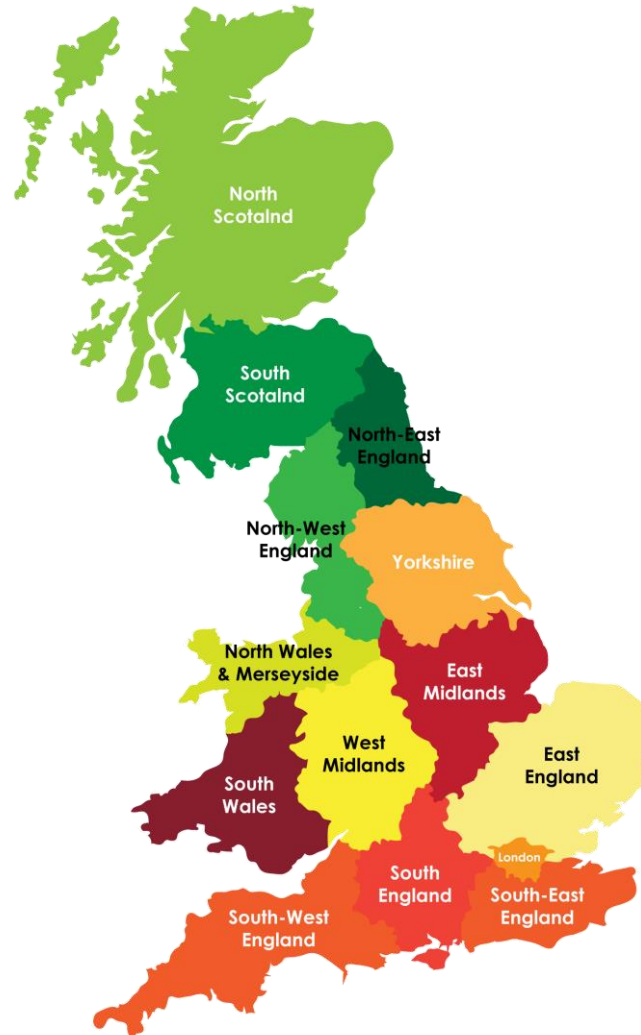 North
Scotalnd
South
Scotalnd
North-East
England
North-West
England
Yorkshire
North Wales
& Merseyside
East
Midlands
West
Midlands
East
England
South
Wales
London
South
England
South-East
England
South-West
England